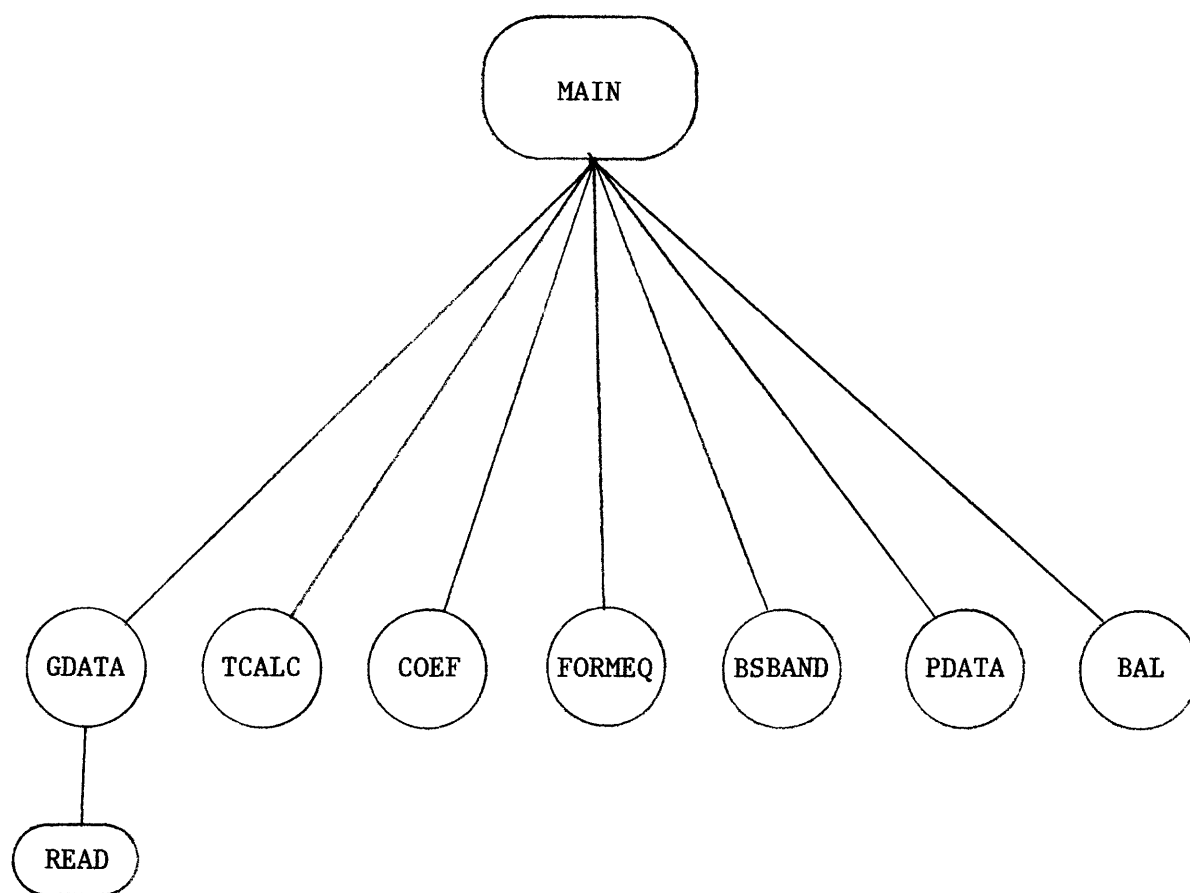 MAIN
GDATA
TCALC
COEF
FORMEQ
BSBAND
PDATA
BAL
READ